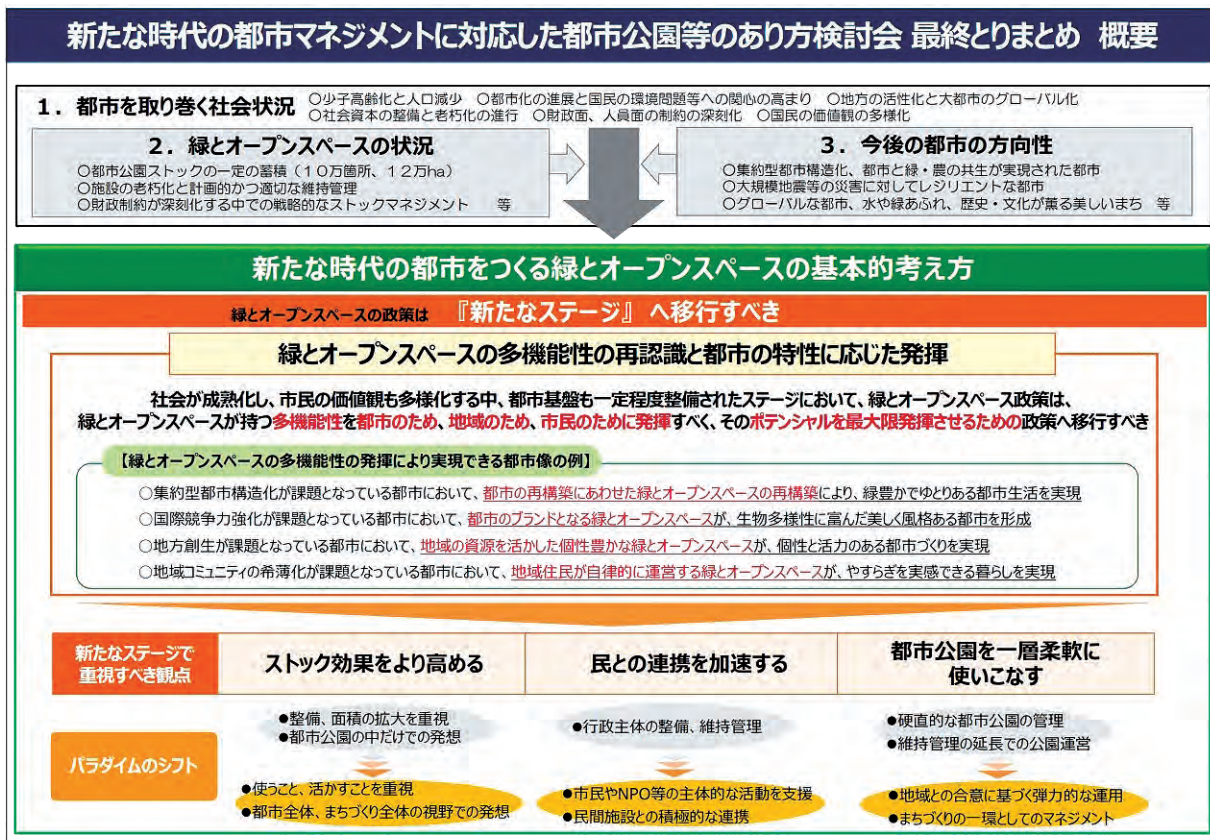 新たな時代の都市マネジメントに対応した都市公園等のあり方検討会 最終とりまとめ 概要
1．都市を取り巻く社会状況 ○少子高齢化と人口減少 ○都市化の進展と国民の環境問題等への関心の高まり ○地方の活性化と大都市のグローバル化
○社会資本の整備と老朽化の進行 ○財政面、人員面の制約の深刻化 ○国民の価値観の多様化
2．緑とオープンスペースの状況
○都市公園ストックの一定の蓄積（１０万箇所、１２万ha）
○施設の老朽化と計画的かつ適切な維持管理
○財政制約が深刻化する中での戦略的なストックマネジメント 等
3．今後の都市の方向性
○集約型都市構造化、都市と緑・農の共生が実現された都市
○大規模地震等の災害に対してレジリエントな都市
○グローバルな都市、水や緑あふれ、歴史・文化が薫る美しいまち 等
新たな時代の都市をつくる緑とオープンスペースの基本的考え方
緑とオープンスペースの政策は 『新たなステージ』 へ移行すべき
緑とオープンスペースの多機能性の再認識と都市の特性に応じた発揮
社会が成熟化し、市民の価値観も多様化する中、都市基盤も一定程度整備されたステージにおいて、緑とオープンスペース政策は、
緑とオープンスペースが持つ多機能性を都市のため、地域のため、市民のために発揮すべく、そのポテンシャルを最大限発揮させるための政策へ移行すべき
【緑とオープンスペースの多機能性の発揮により実現できる都市像の例】
○集約型都市構造化が課題となっている都市において、都市の再構築にあわせた緑とオープンスペースの再構築により、緑豊かでゆとりある都市生活を実現
○国際競争力強化が課題となっている都市において、都市のブランドとなる緑とオープンスペースが、生物多様性に富んだ美しく風格ある都市を形成
○地方創生が課題となっている都市において、地域の資源を活かした個性豊かな緑とオープンスペースが、個性と活力のある都市づくりを実現
○地域コミュニティの希薄化が課題となっている都市において、地域住民が自律的に運営する緑とオープンスペースが、やすらぎを実感できる暮らしを実現
新たなステージで
重視すべき観点
ストック効果をより高める
民との連携を加速する
都市公園を一層柔軟に
使いこなす
パラダイムのシフト
●整備、面積の拡大を重視
●都市公園の中だけでの発想
●使うこと、活かすことを重視
●都市全体、まちづくり全体の視野での発想
●行政主体の整備、維持管理
●市民やNPO等の主体的な活動を支援
●民間施設との積極的な連携
●硬直的な都市公園の管理
●維持管理の延長での公園運営
●地域との合意に基づく弾力的な運用
●まちづくりの一環としてのマネジメント